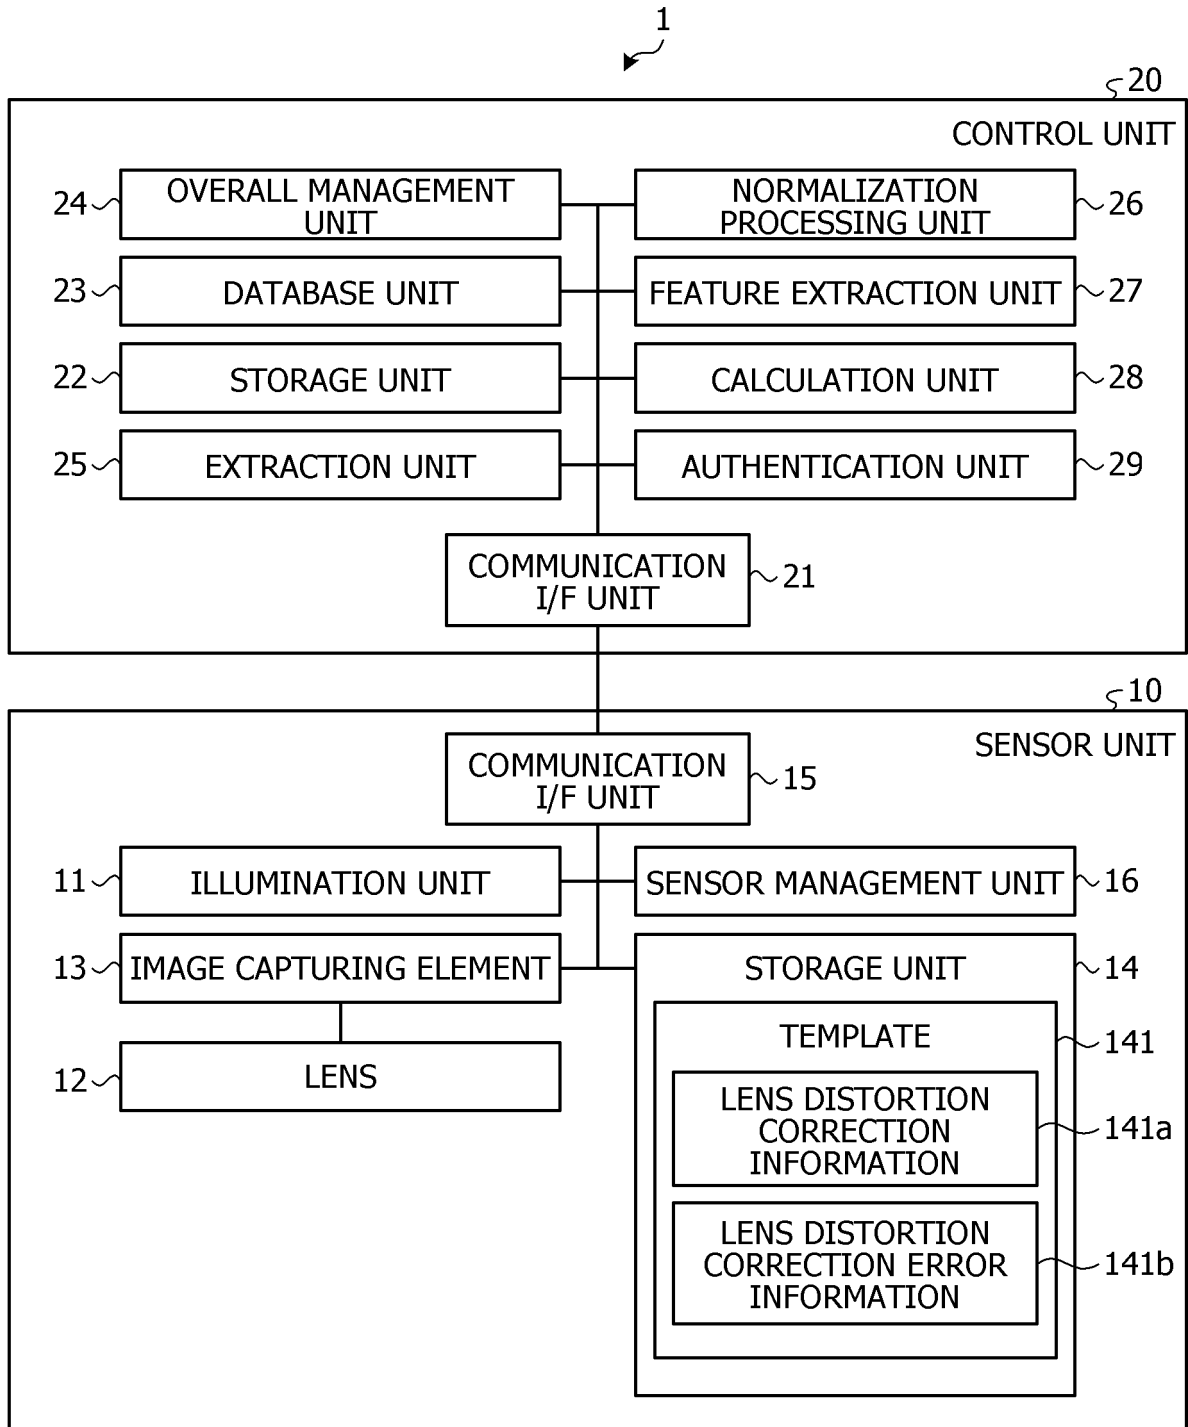 1
20
CONTROL UNIT
24
OVERALL MANAGEMENT
UNIT
NORMALIZATION
PROCESSING UNIT
26
23
DATABASE UNIT
FEATURE EXTRACTION UNIT
27
22
STORAGE UNIT
CALCULATION UNIT
28
25
EXTRACTION UNIT
AUTHENTICATION UNIT
29
COMMUNICATION
I/F UNIT
21
10
SENSOR UNIT
COMMUNICATION
I/F UNIT
15
11
ILLUMINATION UNIT
SENSOR MANAGEMENT UNIT
16
13
IMAGE CAPTURING ELEMENT
STORAGE UNIT
14
TEMPLATE
141
12
LENS
LENS DISTORTION
CORRECTION
INFORMATION
141a
LENS DISTORTION
CORRECTION ERROR
INFORMATION
141b